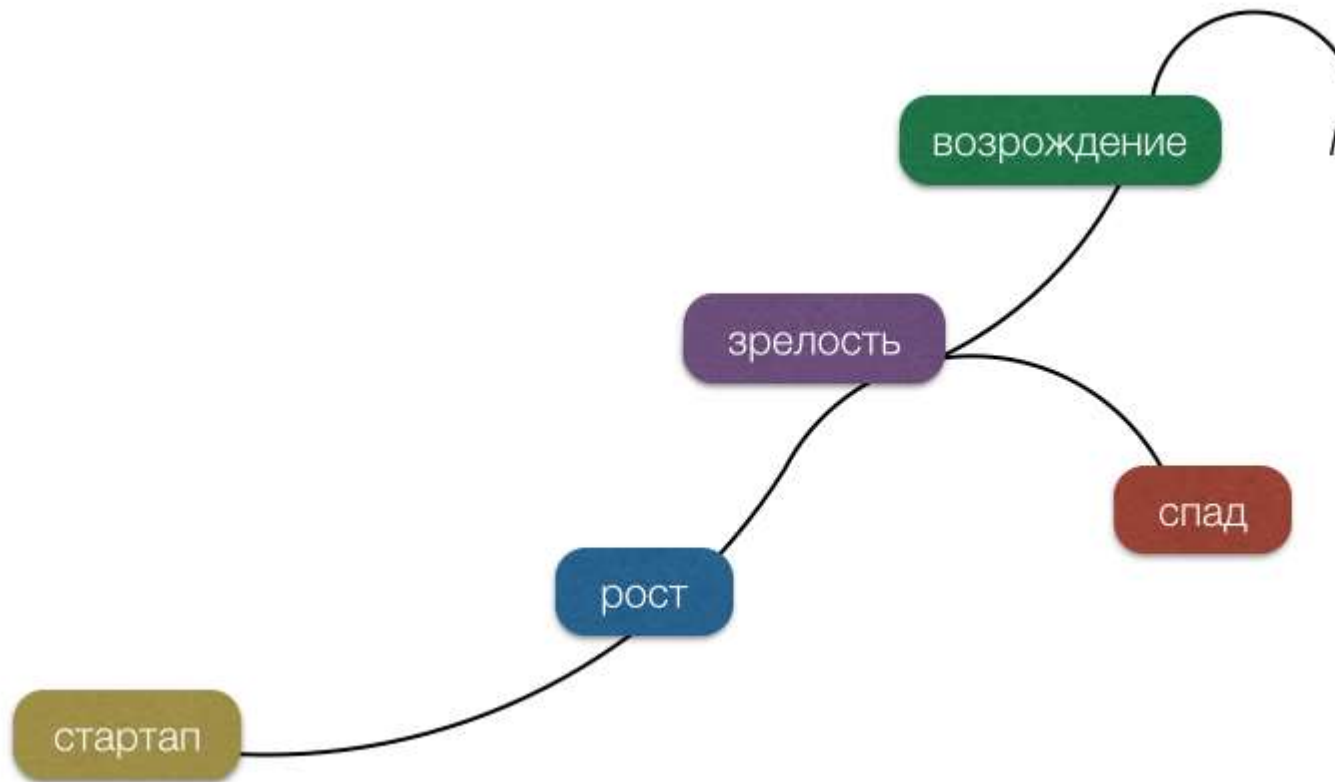 возрождение
зрелость
спад
рост
стартап